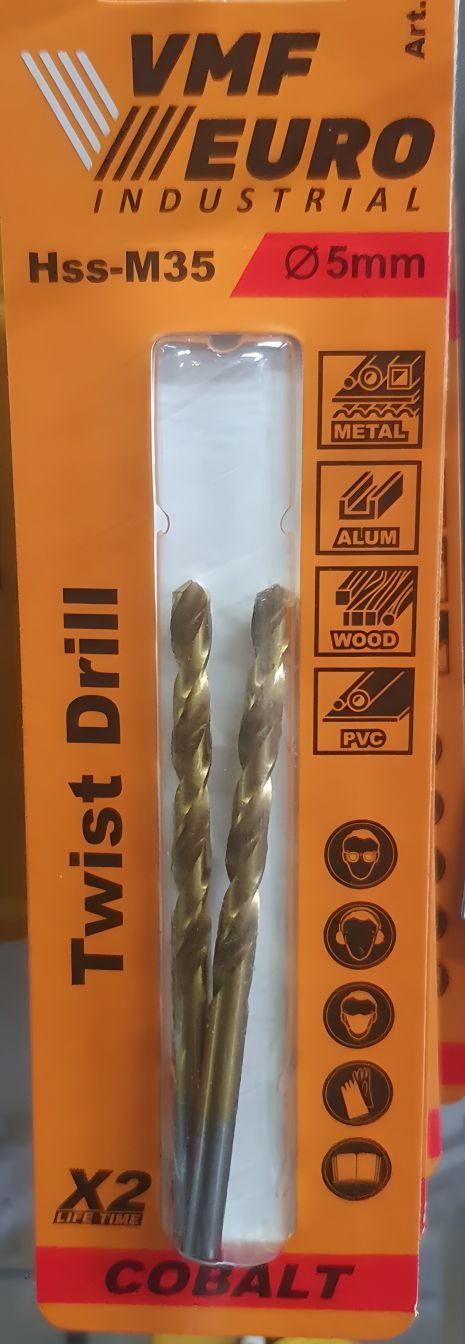 Art.
VMF
EURO
INDUSTRIAL
Hss-M35
Ø5mm
METAL
ALUM
WOOD
PVC
Twist Drill
X2
LIFE TIME
COBALT